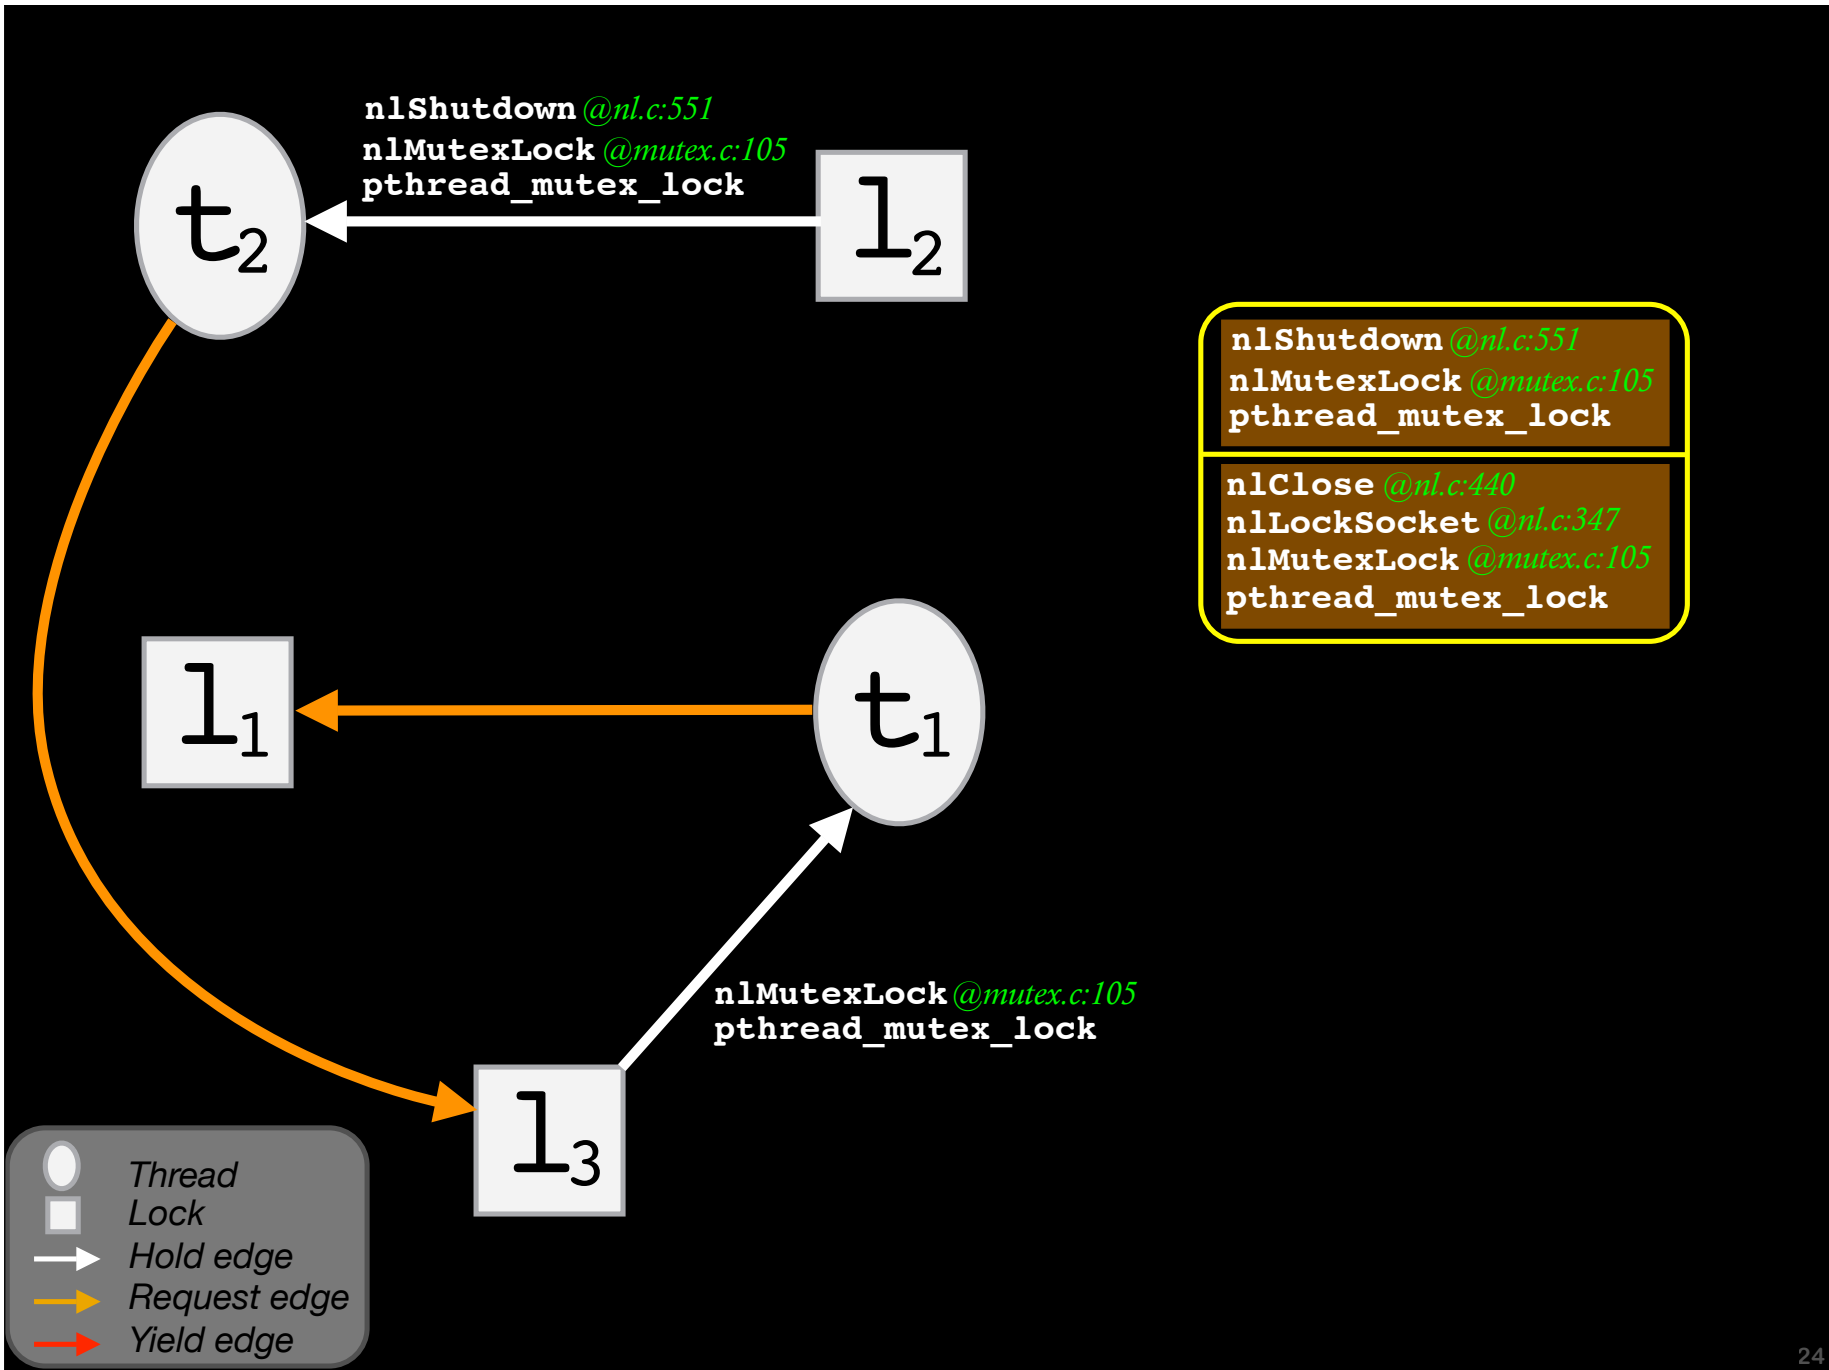 nlShutdown @nl.c:551
nlMutexLock @mutex.c:105
pthread_mutex_lock
t2
l2
nlShutdown @nl.c:551
nlMutexLock @mutex.c:105
pthread_mutex_lock
nlClose @nl.c:440
nlLockSocket @nl.c:347
nlMutexLock @mutex.c:105
pthread_mutex_lock
l1
t1
nlMutexLock @mutex.c:105
pthread_mutex_lock
l3
Thread
Lock
Hold edge
Request edge
Yield edge
24